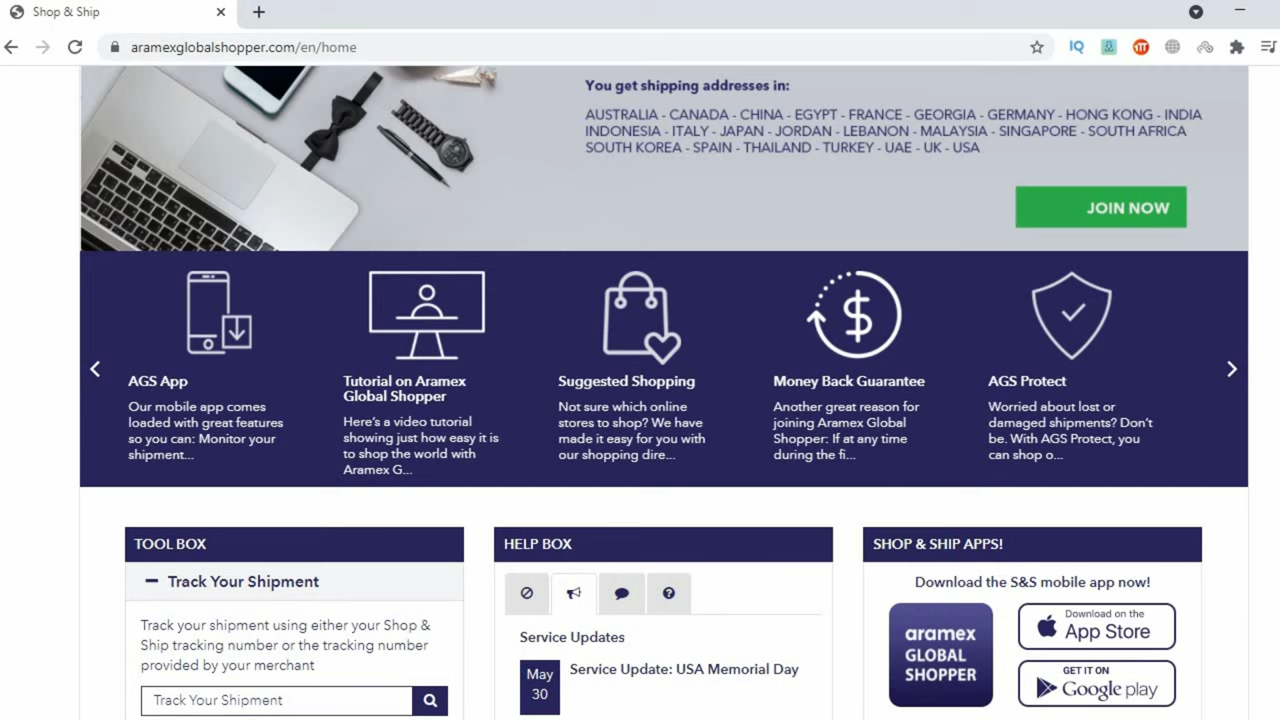 Shop & Ship
aramexglobalshopper.com/en/home
IQ
You get shipping addresses in:
AUSTRALIA - CANADA - CHINA - EGYPT - FRANCE - GEORGIA - GERMANY - HONG KONG - INDIA
INDONESIA - ITALY - JAPAN - JORDAN - LEBANON - MALAYSIA - SINGAPORE - SOUTH AFRICA
SOUTH KOREA - SPAIN - THAILAND - TURKEY - UAE - UK - USA
JOIN NOW
AGS App
Our mobile app comes
loaded with great features
so you can: Monitor your
shipment...
Tutorial on Aramex
Global Shopper
Here's a video tutorial
showing just how easy it is
to shop the world with
Aramex G...
Suggested Shopping
Not sure which online
stores to shop? We have
made it easy for you with
our shopping dire...
Money Back Guarantee
Another great reason for
joining Aramex Global
Shopper: If at any time
during the fi...
AGS Protect
Worried about lost or
damaged shipments? Don't
be. With AGS Protect, you
can shop o...
TOOL BOX
Track Your Shipment
Track your shipment using either your Shop &
Ship tracking number or the tracking number
provided by your merchant
Track Your Shipment
HELP BOX
Service Updates
May
30
Service Update: USA Memorial Day
SHOP & SHIP APPS!
Download the S&S mobile app now!
aramex
GLOBAL
SHOPPER
Download on the
App Store
GET IT ON
Google play